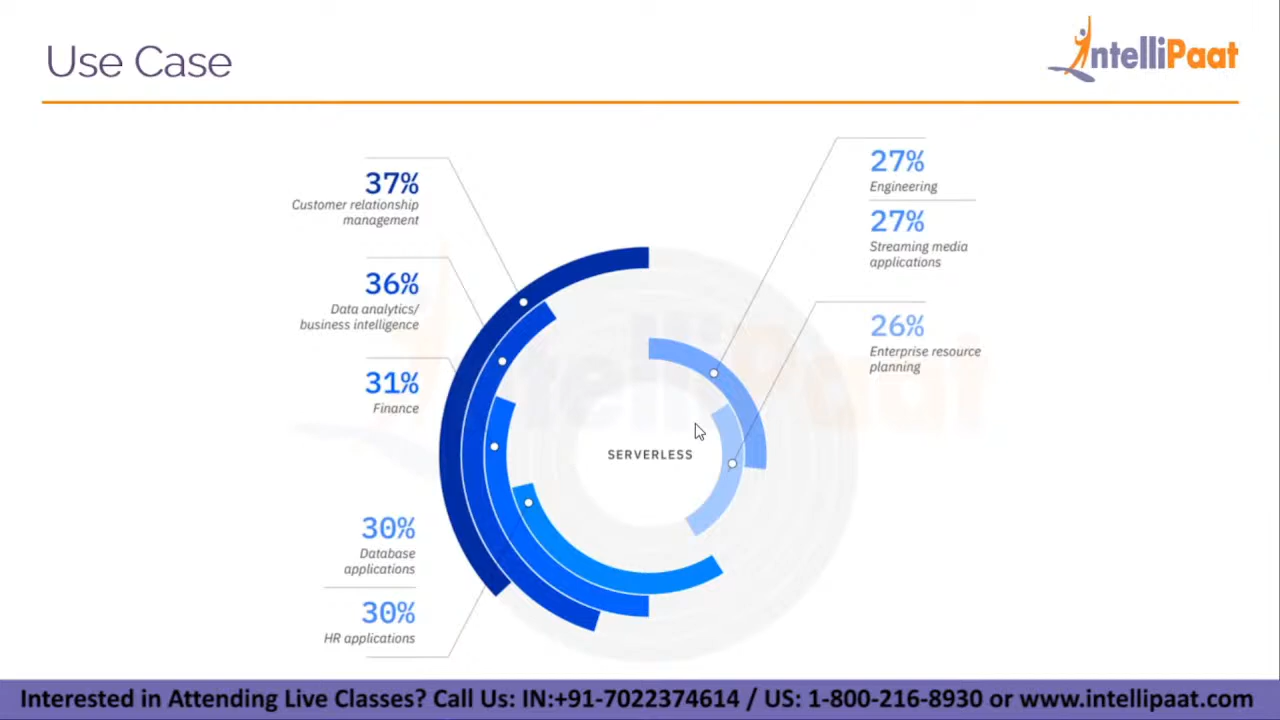 Use Case
IntelliPaat
37%
Customer relationship
management
36%
Data analytics/
business intelligence
31%
Finance
30%
Database
applications
30%
HR applications
27%
Engineering
27%
Streaming media
applications
26%
Enterprise resource
planning
SERVERLESS
IntelliPaat
Interested in Attending Live Classes? Call Us: IN:+91-7022374614 / US: 1-800-216-8930 or www.intellipaat.com